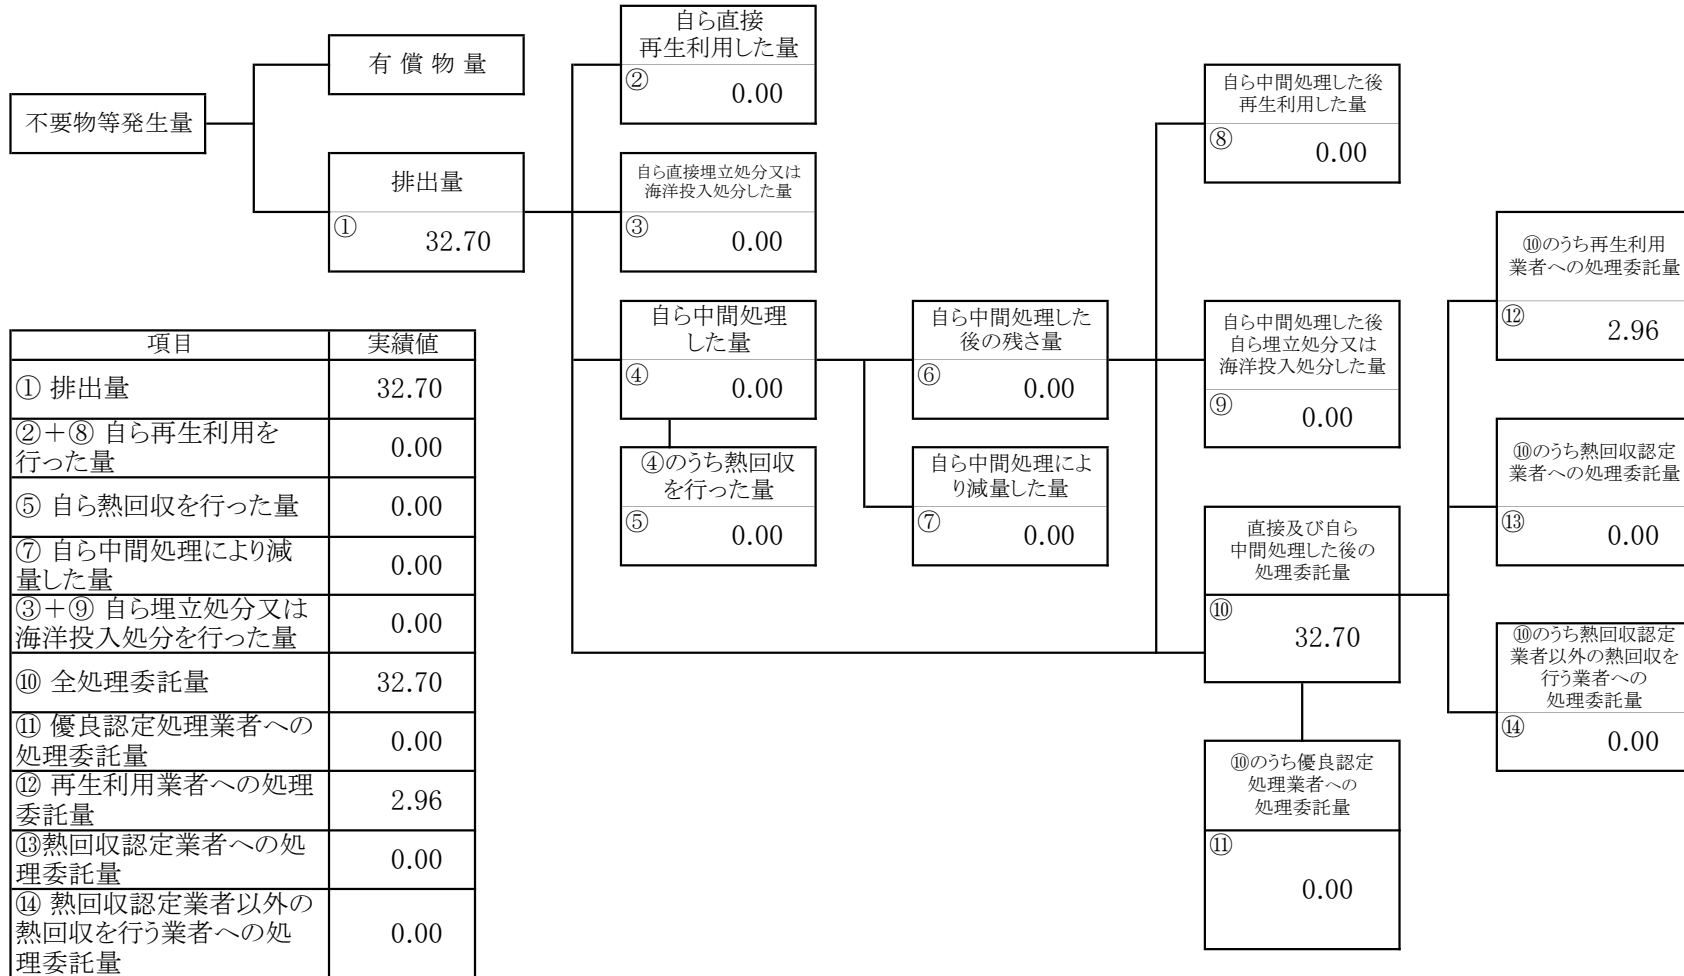 不要物等発生量
有 償 物 量
排出量
①
32.70
自ら直接
再生利用した量
②
0.00
自ら直接埋立処分又は
海洋投入処分した量
③
0.00
自ら中間処理
した量
④
0.00
④のうち熱回収
を行った量
⑤
0.00
自ら中間処理した
後の残さ量
⑥
0.00
自ら中間処理によ
り減量した量
⑦
0.00
自ら中間処理した後
再生利用した量
⑧
0.00
自ら中間処理した後
自ら埋立処分又は
海洋投入処分した量
⑨
0.00
直接及び自ら
中間処理した後の
処理委託量
⑩
32.70
⑩のうち優良認定
処理業者への
処理委託量
⑪
0.00
⑩のうち再生利用
業者への処理委託量
⑫
2.96
⑩のうち熱回収認定
業者への処理委託量
⑬
0.00
⑩のうち熱回収認定
業者以外の熱回収を
行う業者への
処理委託量
⑭
0.00
項目 実績値
① 排出量 32.70
②+⑧ 自ら再生利用を
行った量 0.00
⑤ 自ら熱回収を行った量 0.00
⑦ 自ら中間処理により減
量した量 0.00
③+⑨ 自ら埋立処分又は
海洋投入処分を行った量 0.00
⑩ 全処理委託量 32.70
⑪ 優良認定処理業者への
処理委託量 0.00
⑫ 再生利用業者への処理
委託量 2.96
⑬熱回収認定業者への処
理委託量 0.00
⑭ 熱回収認定業者以外の
熱回収を行う業者への処 0.00
理委託量